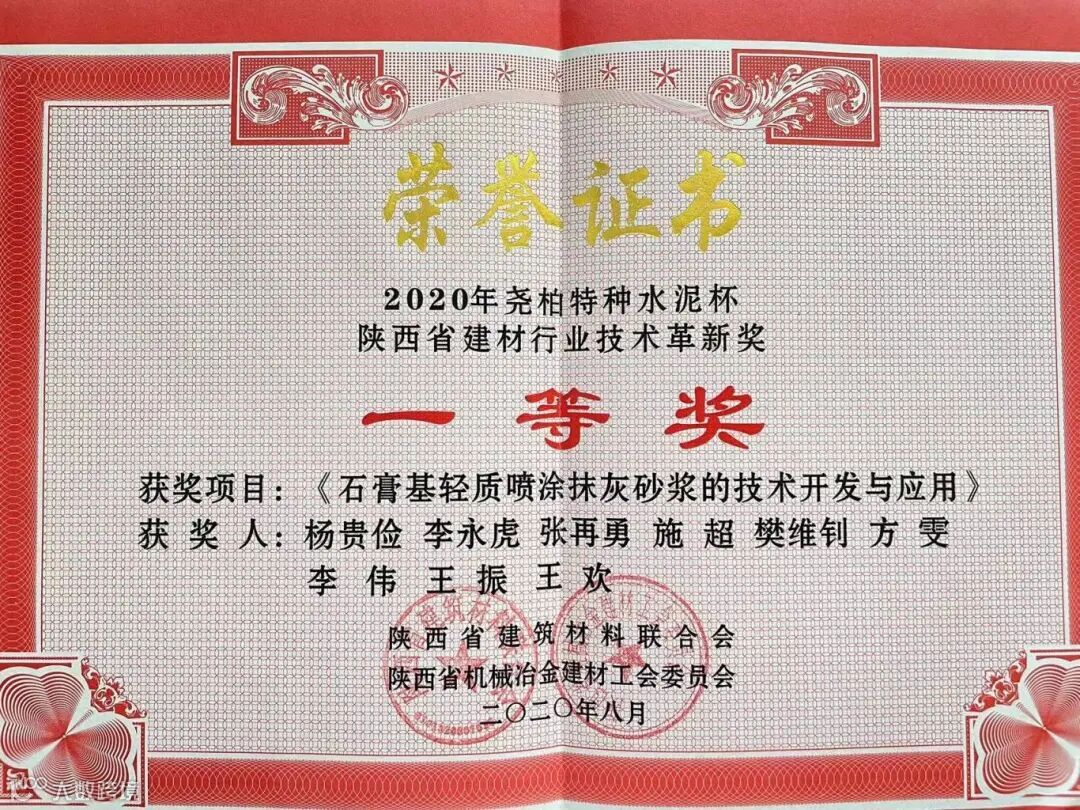 荣誉证书
2020年尧柏特种水泥杯
陕西省建材行业技术革新奖
一等奖
获奖项目：《石膏基轻质喷涂抹灰砂浆的技术开发与应用》
获 奖 人：杨贵俭 李永虎 张再勇 施 超 樊维钊 方 雯
李 伟 王 振 王 欢
陕西省建筑材料联合会
陕西省机械冶金建材工会委员会
二〇二〇年八月
大数跨境